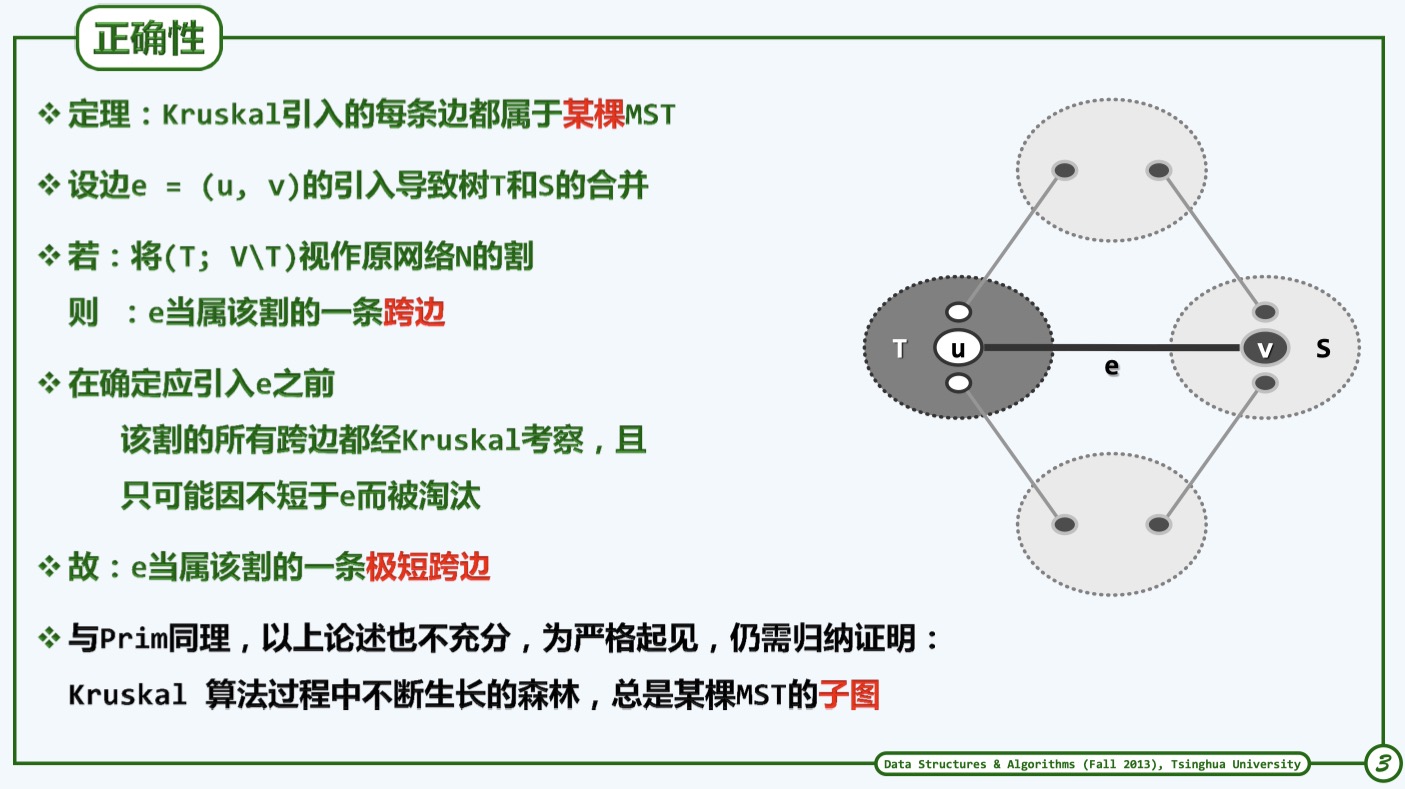 正确性
定理：Kruskal引入的每条边都属于某棵MST
设边e = (u, v)的引入导致树T和S的合并
若：将(T; V\T)视作原网络N的割
则 ：e当属该割的一条跨边
在确定应引入e之前
该割的所有跨边都经Kruskal考察，且
只可能因不短于e而被淘汰
故：e当属该割的一条极短跨边
与Prim同理，以上论述也不充分，为严格起见，仍需归纳证明：
Kruskal 算法过程中不断生长的森林，总是某棵MST的子图
T u e v S
Data Structures & Algorithms (Fall 2013), Tsinghua University
3